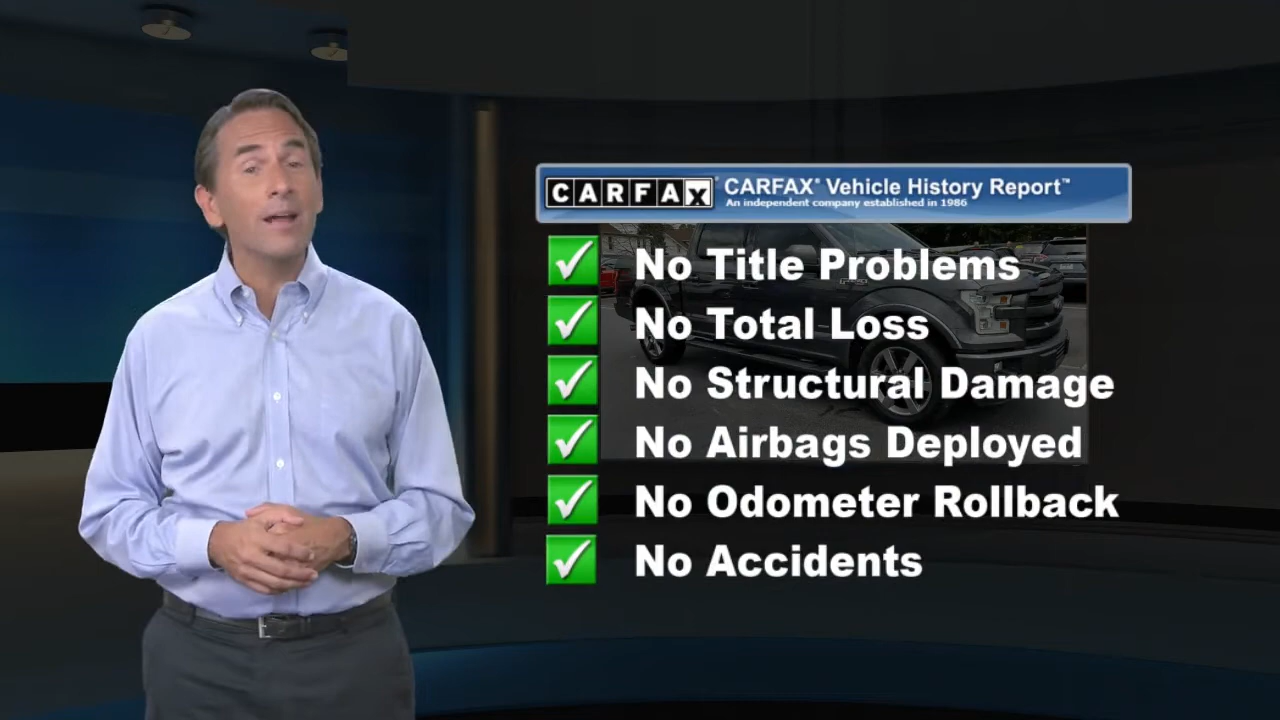 CARFAX® CARFAX® Vehicle History Report™
An independent company established in 1986
No Title Problems
No Total Loss
No Structural Damage
No Airbags Deployed
No Odometer Rollback
No Accidents